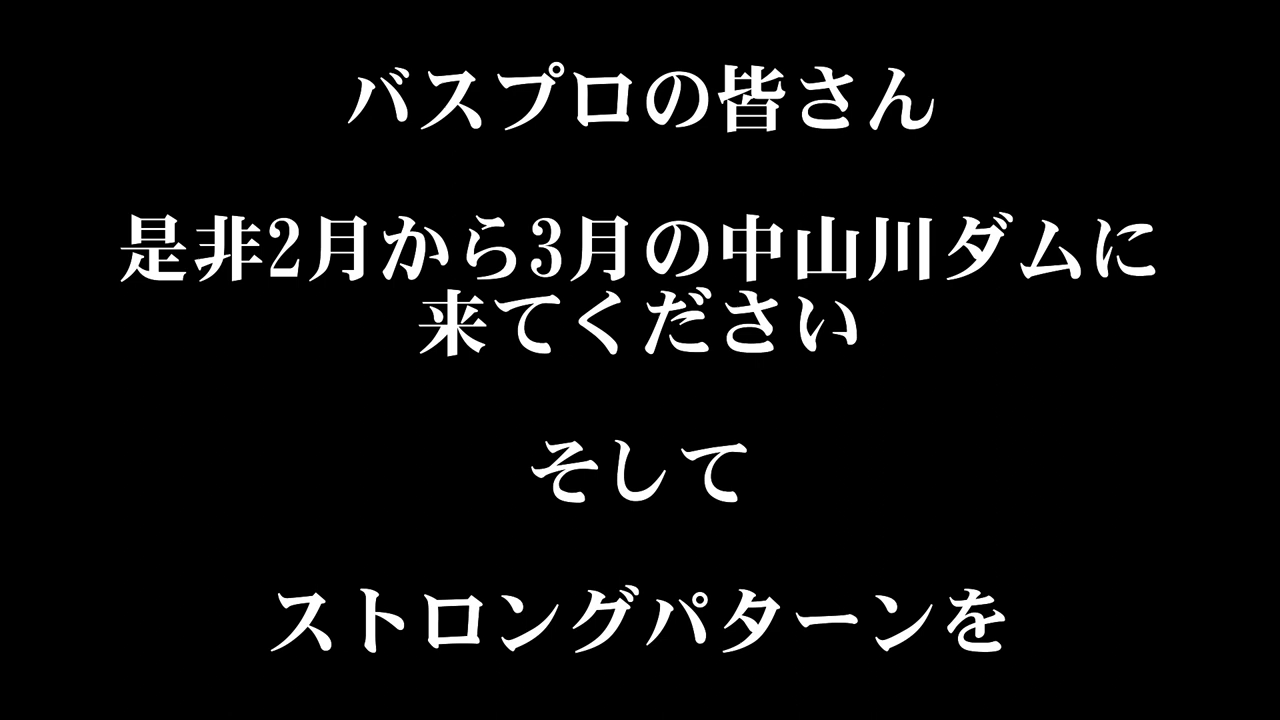 バスプロの皆さん
是非2月から3月の中山川ダムに
来てください
そして
ストロングパターンを